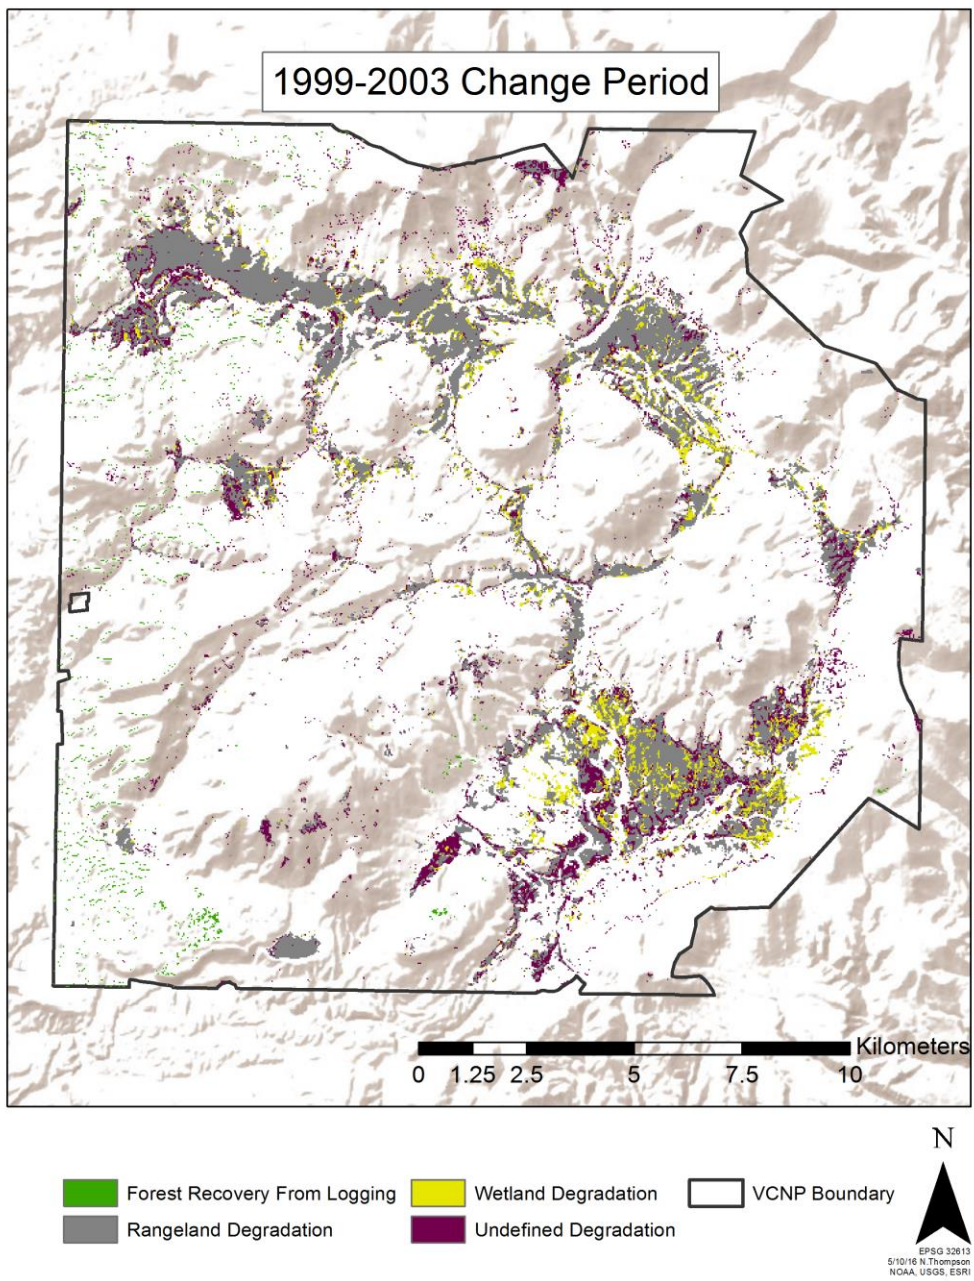 1999-2003 Change Period
Kilometers
0 1.25 2.5 5 7.5 10
N
Forest Recovery From Logging
Wetland Degradation
VCNP Boundary
Rangeland Degradation
Undefined Degradation
EPSG 32613
5/10/16 N.Thompson
NOAA, USGS, ESRI